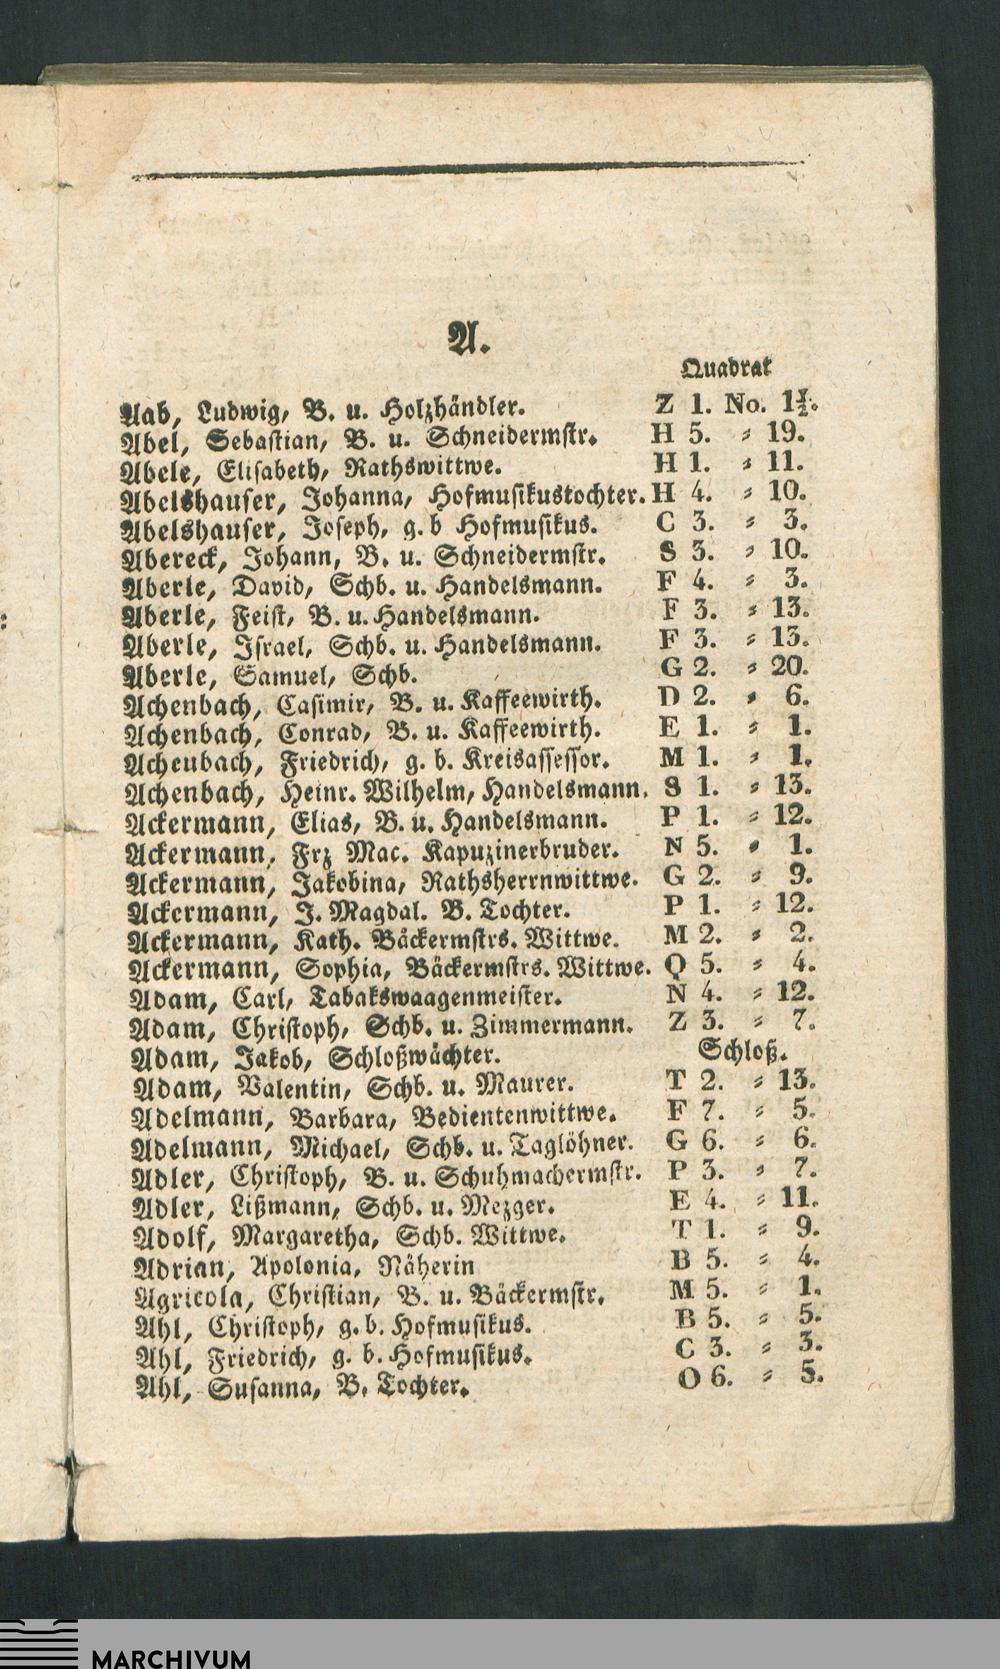 A.
Quadrat
Aab, Ludwig, B. u. Holzhändler. Z 1. No. 1½.
Abel, Sebastian, B. u. Schneidermstr. H 5. = 19.
Abele, Elisabeth, Rathswittwe. H 1. = 11.
Abelshauser, Johanna, Hofmusikustochter. H 4. = 10.
Abelshauser, Joseph, g. b Hofmusikus. C 3. = 3.
Abereck, Johann, B. u. Schneidermstr. S 3. = 10.
Aberle, David, Schb. u. Handelsmann. F 4. = 3.
Aberle, Feist, B. u. Handelsmann. F 3. = 13.
Aberle, Israel, Schb. u. Handelsmann. F 3. = 13.
Aberle, Samuel, Schb. G 2. = 20.
Achenbach, Casimir, B. u. Kaffeewirth. D 2. = 6.
Achenbach, Conrad, B. u. Kaffeewirth. E 1. = 1.
Acheubach, Friedrich, g. b. Kreisassessor. M 1. = 1.
Achenbach, Heinr. Wilhelm, Handelsmann. S 1. = 13.
Ackermann, Elias, B. u. Handelsmann. P 1. = 12.
Ackermann, Frz Mac. Kapuzinerbruder. N 5. = 1.
Ackermann, Jakobina, Rathsherrnwittwe. G 2. = 9.
Ackermann, J. Magdal. B. Tochter. P 1. = 12.
Ackermann, Kath. Bäckermstrs. Wittwe. M 2. = 2.
Ackermann, Sophia, Bäckermstrs. Wittwe. Q 5. = 4.
Adam, Carl, Tabakswaagenmeister. N 4. = 12.
Adam, Christoph, Schb. u. Zimmermann. Z 3. = 7.
Adam, Jakob, Schloßwächter. Schloß.
Adam, Valentin, Schb. u. Maurer. T 2. = 13.
Adelmann, Barbara, Bedientenwittwe. F 7. = 5.
Adelmann, Michael, Schb. u. Taglöhner. G 6. = 6.
Adler, Christoph, B. u. Schuhmachermstr. P 3. = 7.
Adler, Lißmann, Schb. u. Mezger. E 4. = 11.
Adolf, Margaretha, Schb. Wittwe. T 1. = 9.
Adrian, Apolonia, Näherin B 5. = 4.
Agricola, Christian, B. u. Bäckermstr. M 5. = 1.
Ahl, Christoph, g. b. Hofmusikus. B 5. = 5.
Ahl, Friedrich, g. b. Hofmusikus. C 3. = 3.
Ahl, Susanna, B. Tochter. O 6. = 5.
MARCHIVUM